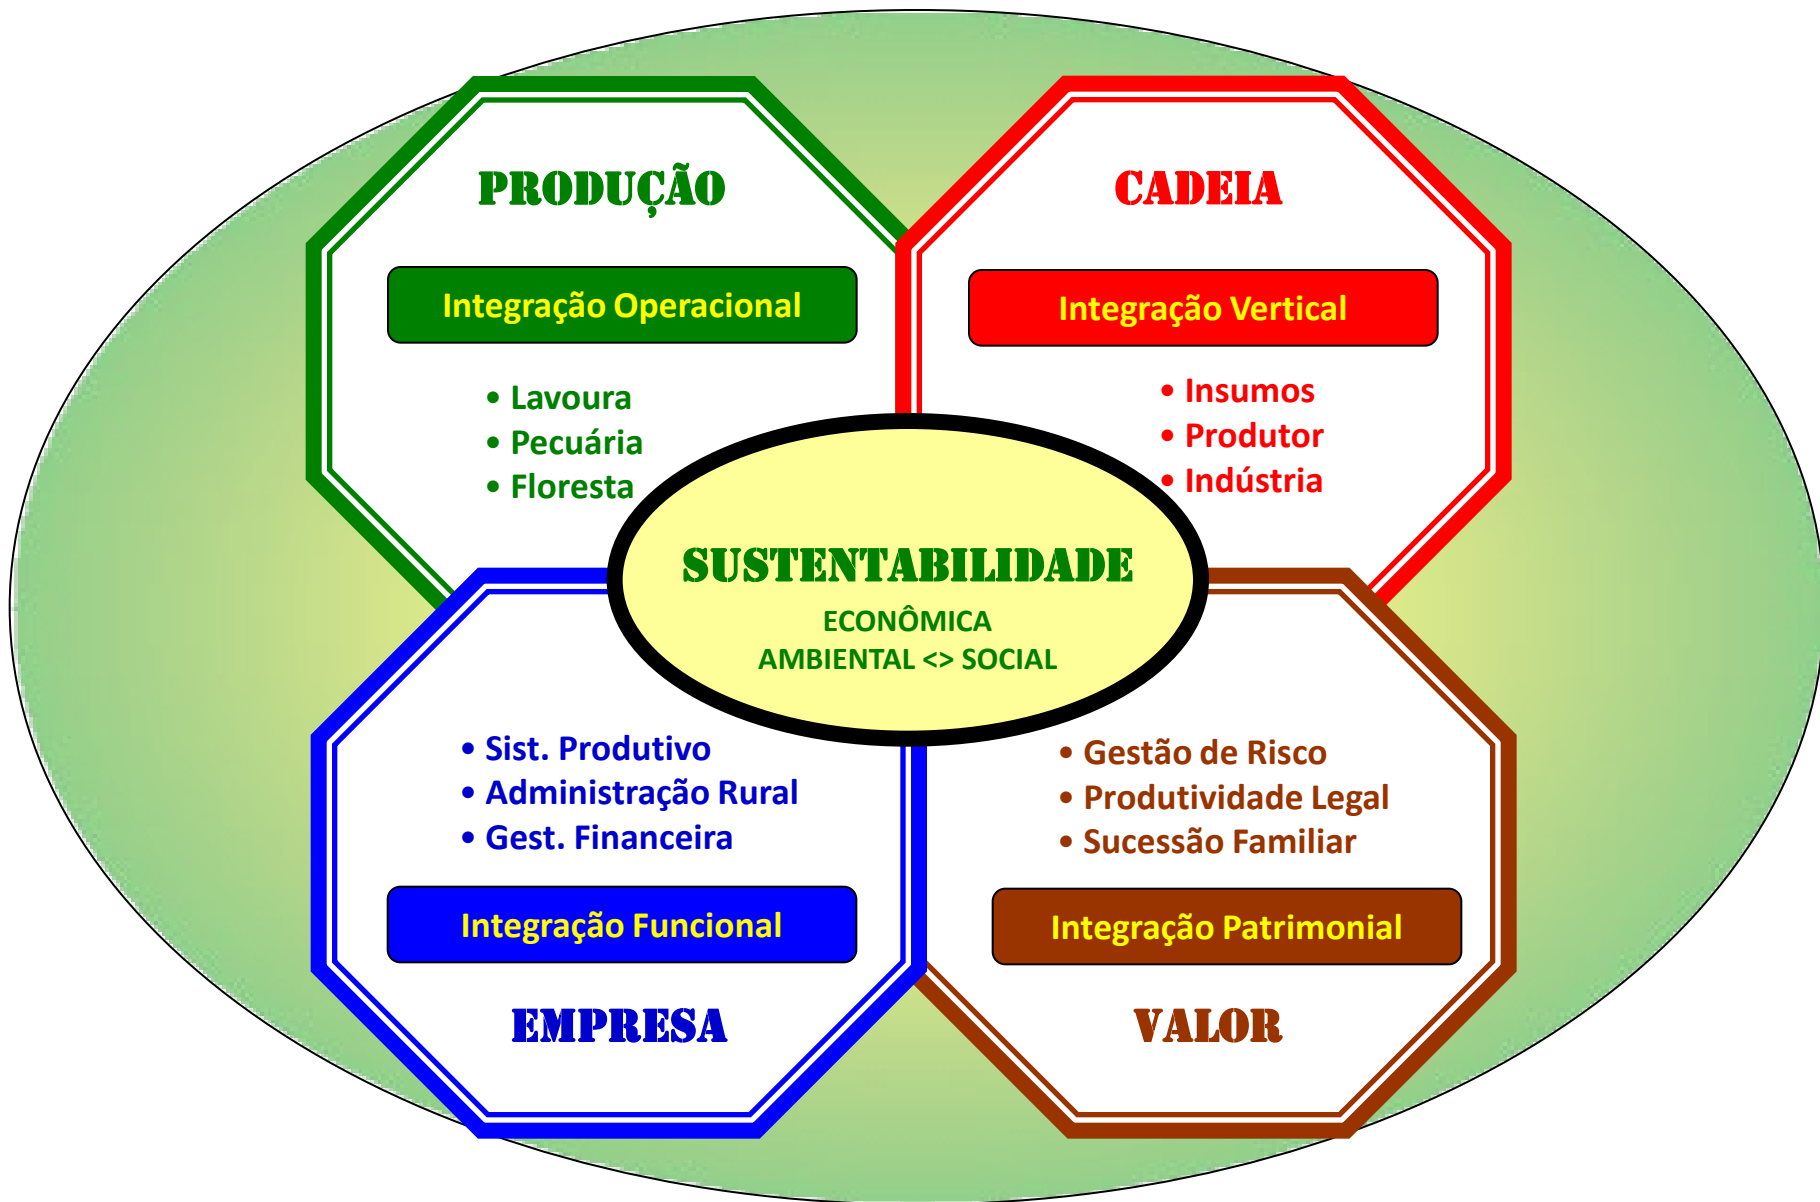 PRODUÇÃO
Integração Operacional
• Lavoura
• Pecuária
• Floresta
CADEIA
Integração Vertical
• Insumos
• Produtor
• Indústria
SUSTENTABILIDADE
ECONÔMICA
AMBIENTAL <> SOCIAL
• Sist. Produtivo
• Administração Rural
• Gest. Financeira
Integração Funcional
EMPRESA
• Gestão de Risco
• Produtividade Legal
• Sucessão Familiar
Integração Patrimonial
VALOR